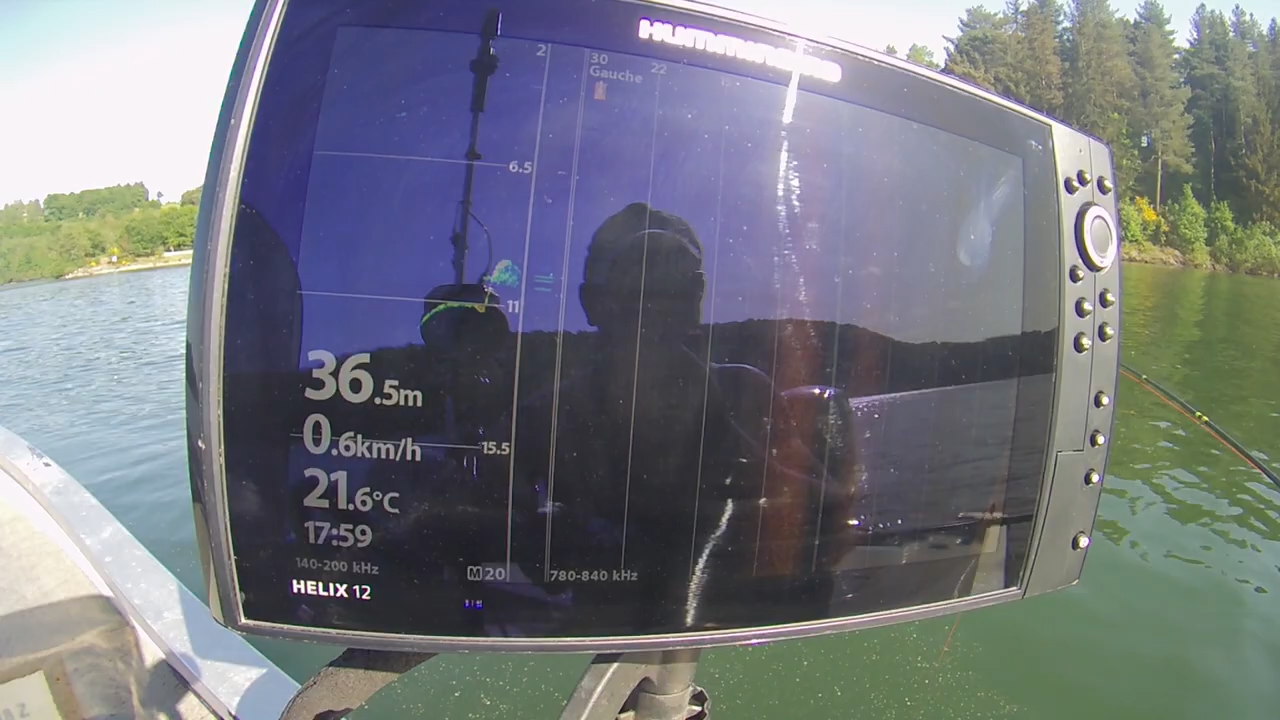 HUMMINBIRD
2
30
22
Gauche
6.5
11
36.5m
0.6km/h
15.5
21.6°C
17:59
140-200 kHz
M 20
780-840 kHz
HELIX 12